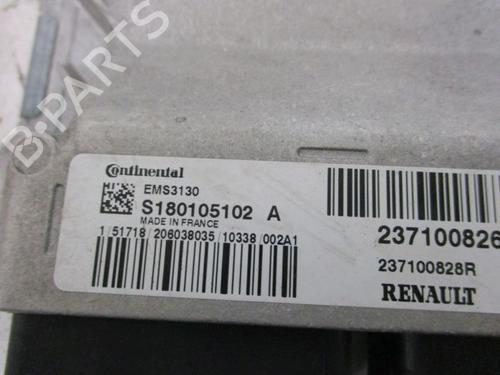 B-PARTS
Continental
EMS3130
S180105102 A
MADE IN FRANCE
1/51718/206038035/10338/002A1
237100826
237100828R
RENAULT